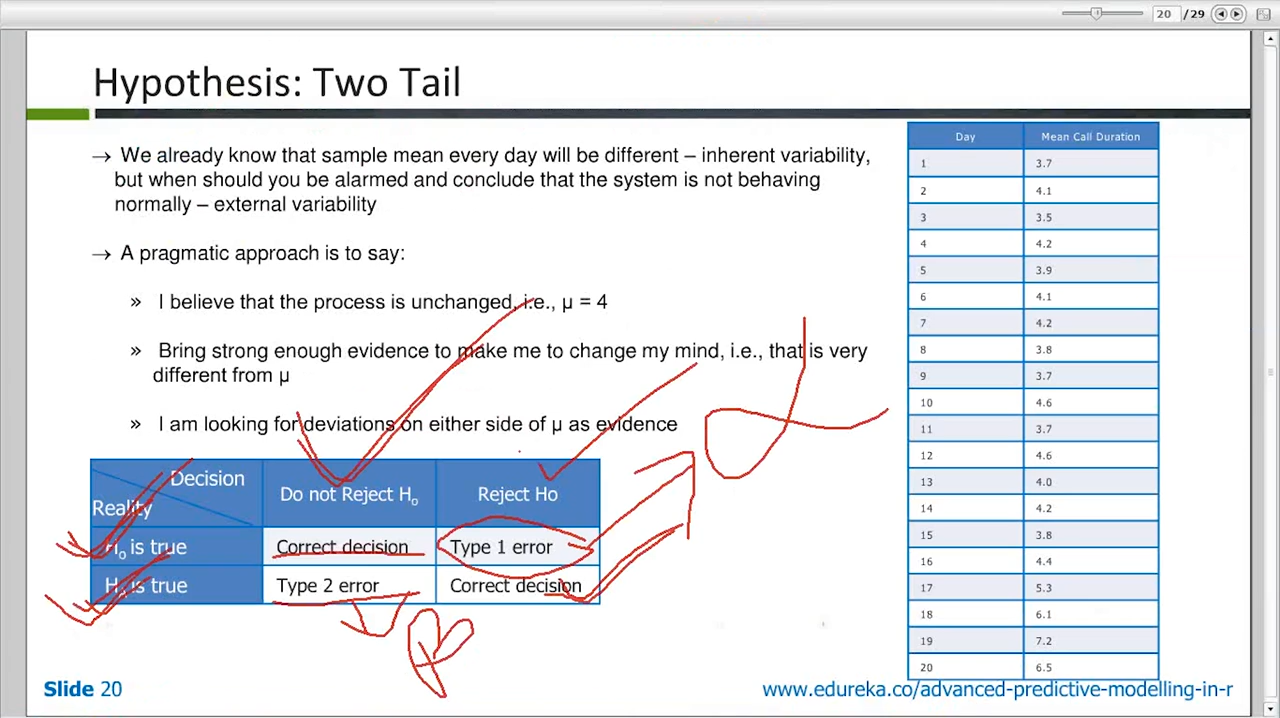 20 / 29
Hypothesis: Two Tail
→ We already know that sample mean every day will be different – inherent variability,
but when should you be alarmed and conclude that the system is not behaving
normally – external variability
→ A pragmatic approach is to say:
» I believe that the process is unchanged, i.e., μ = 4
» Bring strong enough evidence to make me to change my mind, i.e., that is very
different from μ
» I am looking for deviations on either side of μ as evidence
Decision
Reality
Do not Reject Ho
Reject Ho
Ho is true
Correct decision
Type 1 error
is true
Type 2 error
Correct decision
α
β
Day Mean Call Duration
1 3.7
2 4.1
3 3.5
4 4.2
5 3.9
6 4.1
7 4.2
8 3.8
9 3.7
10 4.6
11 3.7
12 4.6
13 4.0
14 4.2
15 3.8
16 4.4
17 5.3
18 6.1
19 7.2
20 6.5
Slide 20
www.edureka.co/advanced-predictive-modelling-in-r